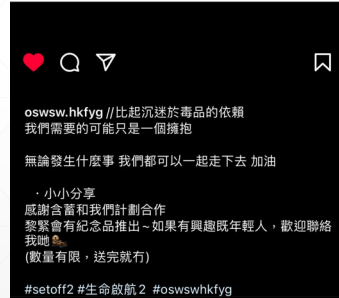 oswsw.hkfyg //比起沉迷於毒品的依賴
我們需要的可能只是一個擁抱
無論發生什麼事 我們都可以一起走下去 加油
・小小分享
感謝含蓄和我們計劃合作
黎緊會有紀念品推出~如果有興趣既年輕人，歡迎聯絡
我哋🦦
(數量有限，送完就冇)
#setoff2 #生命啟航２ #oswswhkfyg